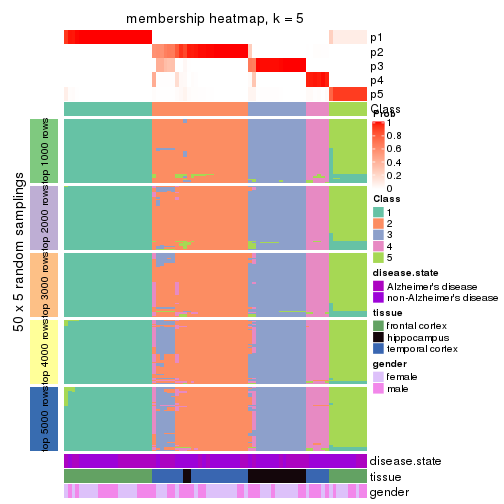 membership heatmap, k = 5
p1
p2
p3
p4
p5
Class
50 x 5 random samplings
top 1000 rows
top 2000 rows
top 3000 rows
top 4000 rows
top 5000 rows
Prob
1
0.8
0.6
0.4
0.2
0
Class
1
2
3
4
5
disease.state
Alzheimer's disease
non-Alzheimer's disease
tissue
frontal cortex
hippocampus
temporal cortex
gender
female
male
disease.state
tissue
gender